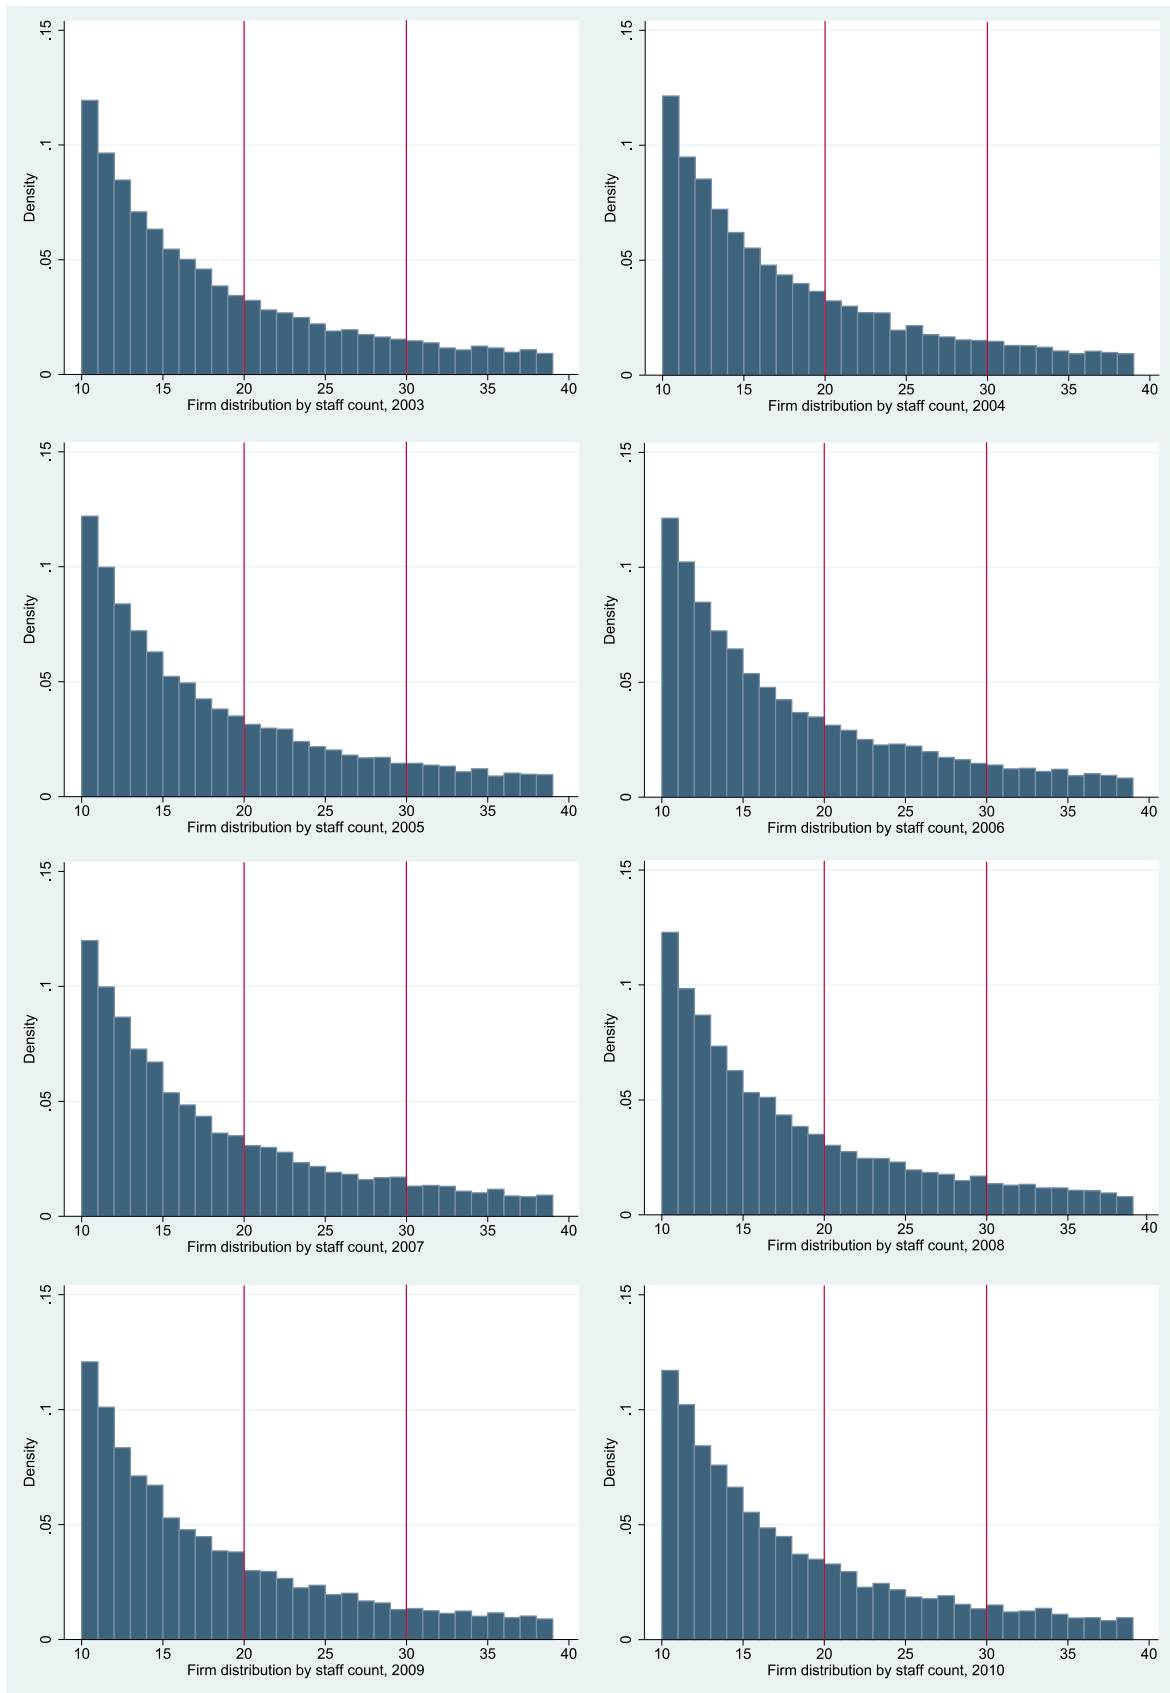 .15
.1
.05
0
Density
10 15 20 25 30 35 40
Firm distribution by staff count, 2003
.15
.1
.05
0
Density
10 15 20 25 30 35 40
Firm distribution by staff count, 2004
.15
.1
.05
0
Density
10 15 20 25 30 35 40
Firm distribution by staff count, 2005
.15
.1
.05
0
Density
10 15 20 25 30 35 40
Firm distribution by staff count, 2006
.15
.1
.05
0
Density
10 15 20 25 30 35 40
Firm distribution by staff count, 2007
.15
.1
.05
0
Density
10 15 20 25 30 35 40
Firm distribution by staff count, 2008
.15
.1
.05
0
Density
10 15 20 25 30 35 40
Firm distribution by staff count, 2009
.15
.1
.05
0
Density
10 15 20 25 30 35 40
Firm distribution by staff count, 2010